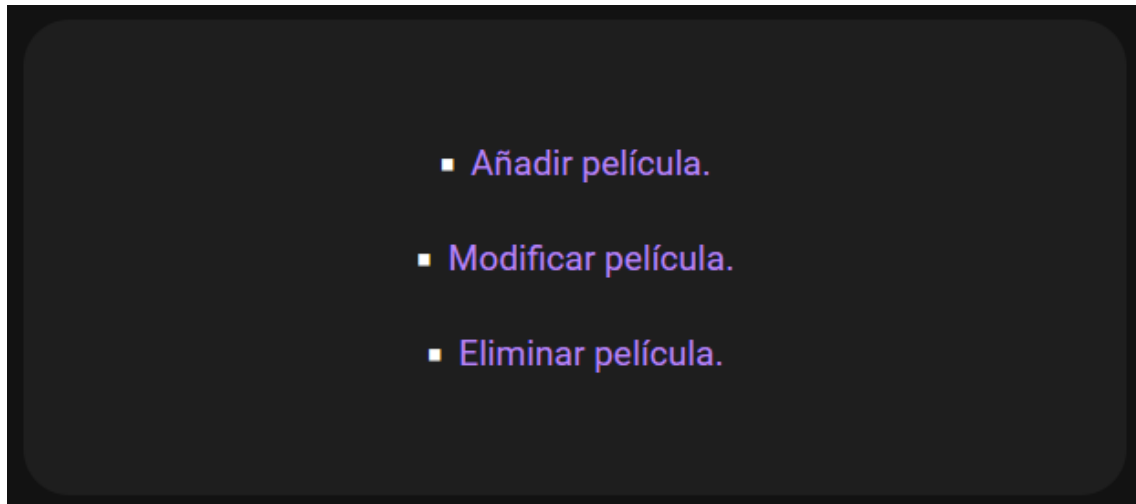 ▪ Añadir película.
▪ Modificar película.
▪ Eliminar película.